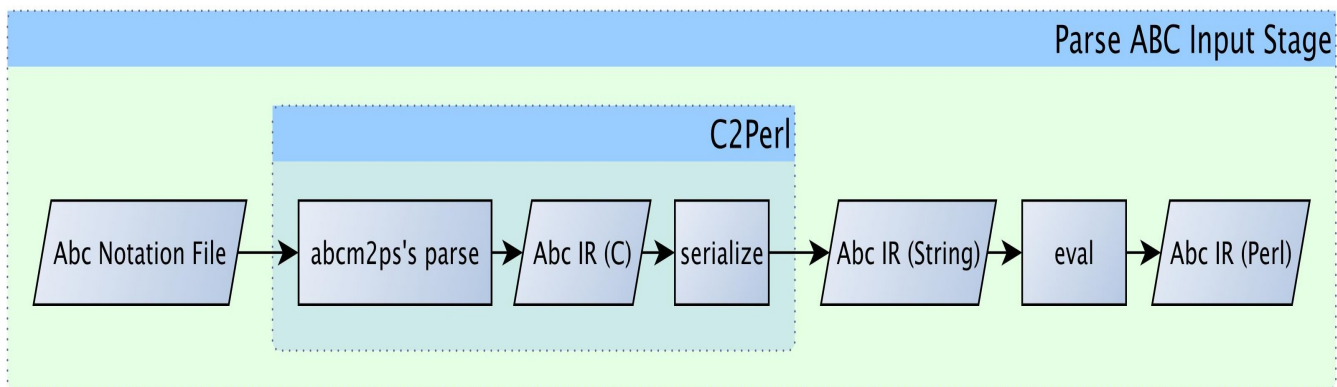 Parse ABC Input Stage
C2Perl
Abc Notation File
abcm2ps's parse
Abc IR (C)
serialize
Abc IR (String)
eval
Abc IR (Perl)